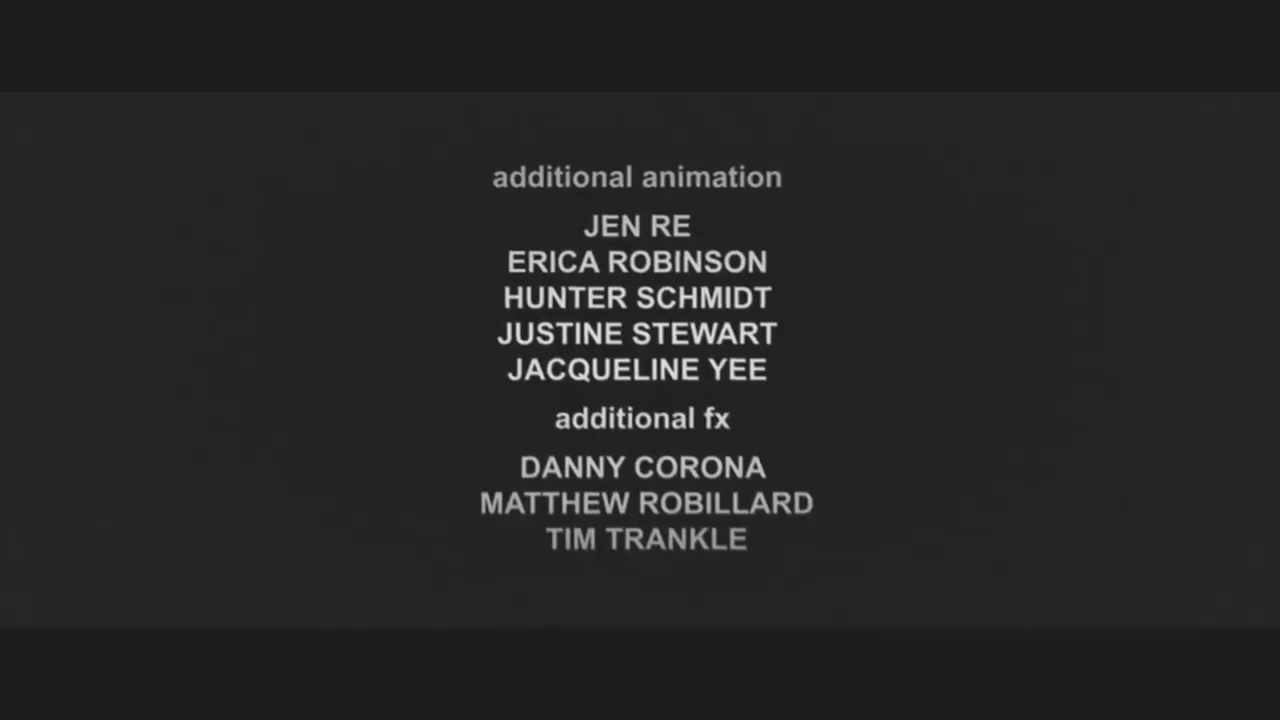 additional animation
JEN RE
ERICA ROBINSON
HUNTER SCHMIDT
JUSTINE STEWART
JACQUELINE YEE
additional fx
DANNY CORONA
MATTHEW ROBILLARD
TIM TRANKLE